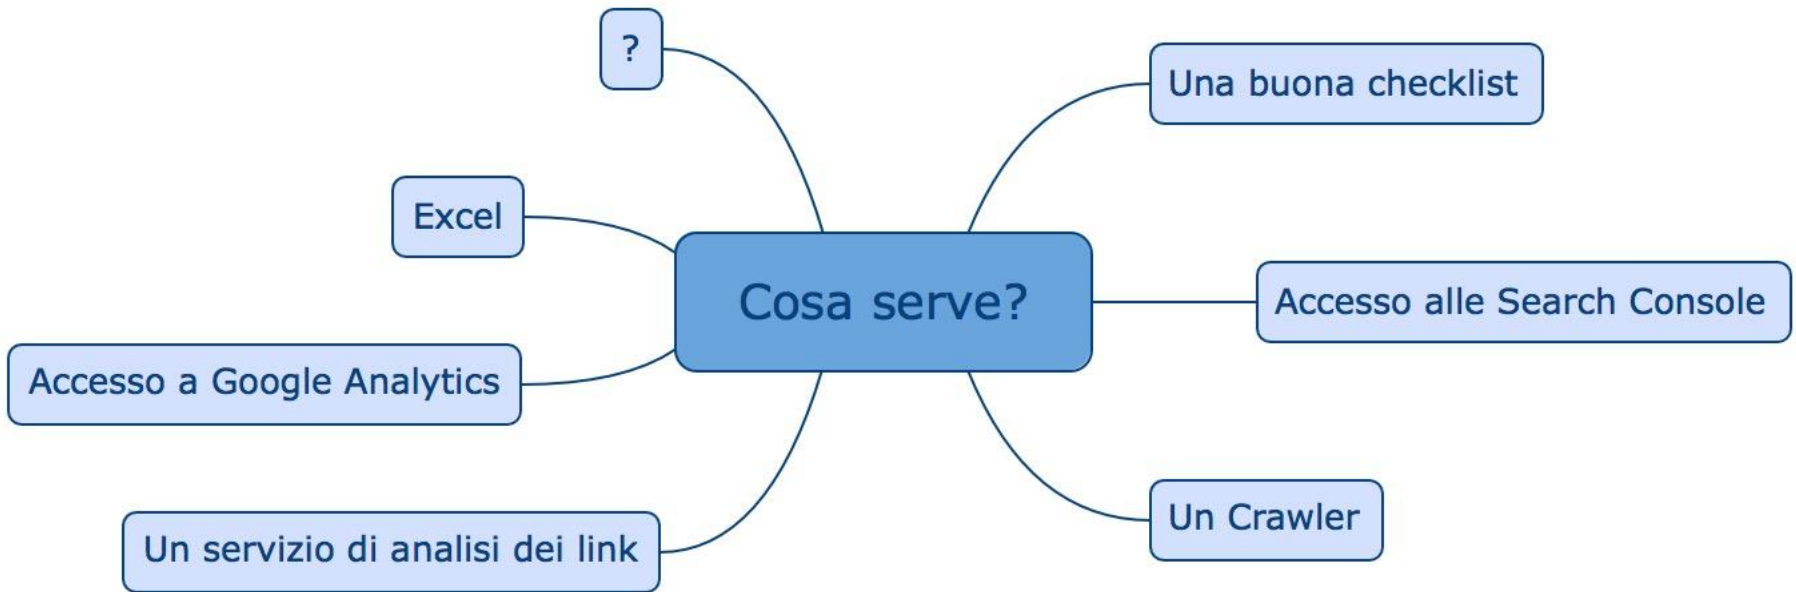 ?
Una buona checklist
Excel
Cosa serve?
Accesso alle Search Console
Accesso a Google Analytics
Un Crawler
Un servizio di analisi dei link